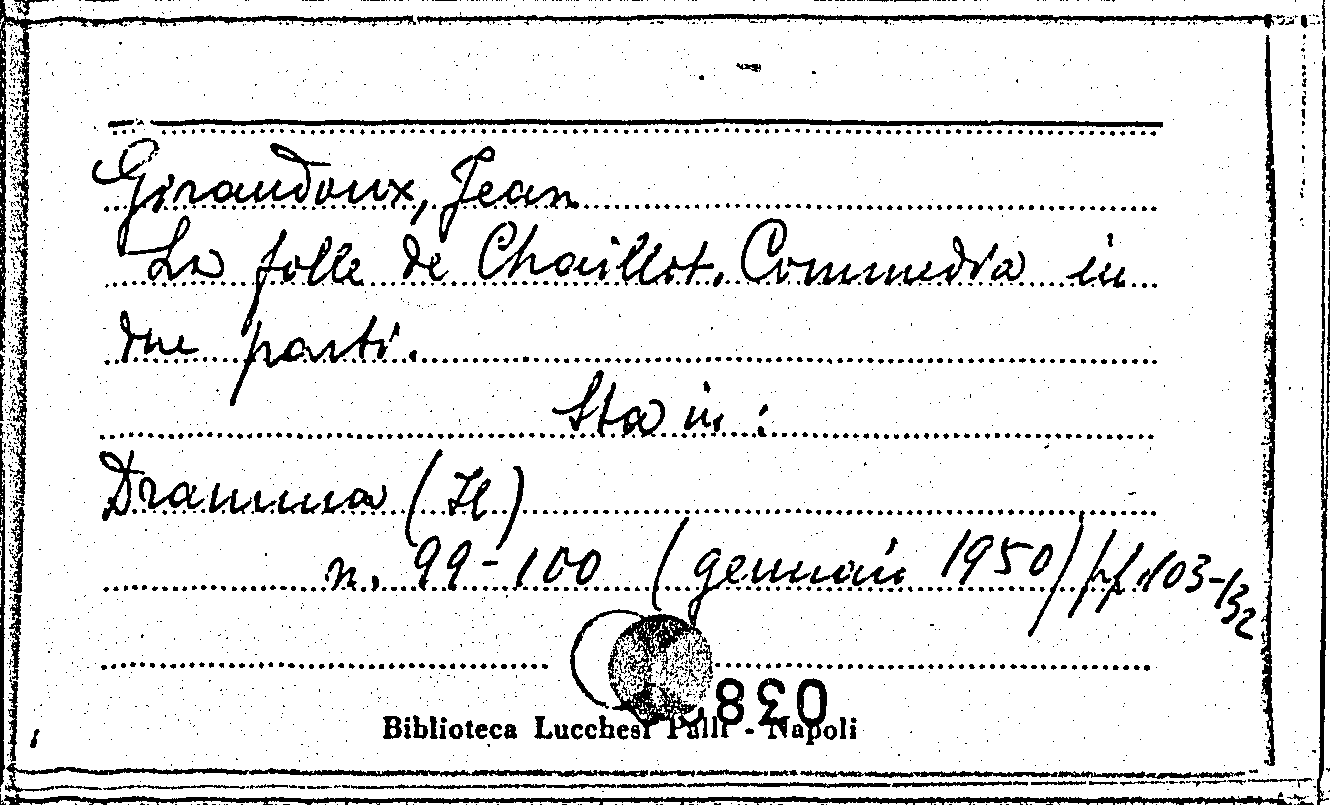 Giraudoux, Jean
La folle de Chaillot. Commedia in
due parti.
Sta in:
Dramma (Il)
n. 99-100 (gennaio 1950) pp. 103-132
Biblioteca Lucchesi Palli - Napoli